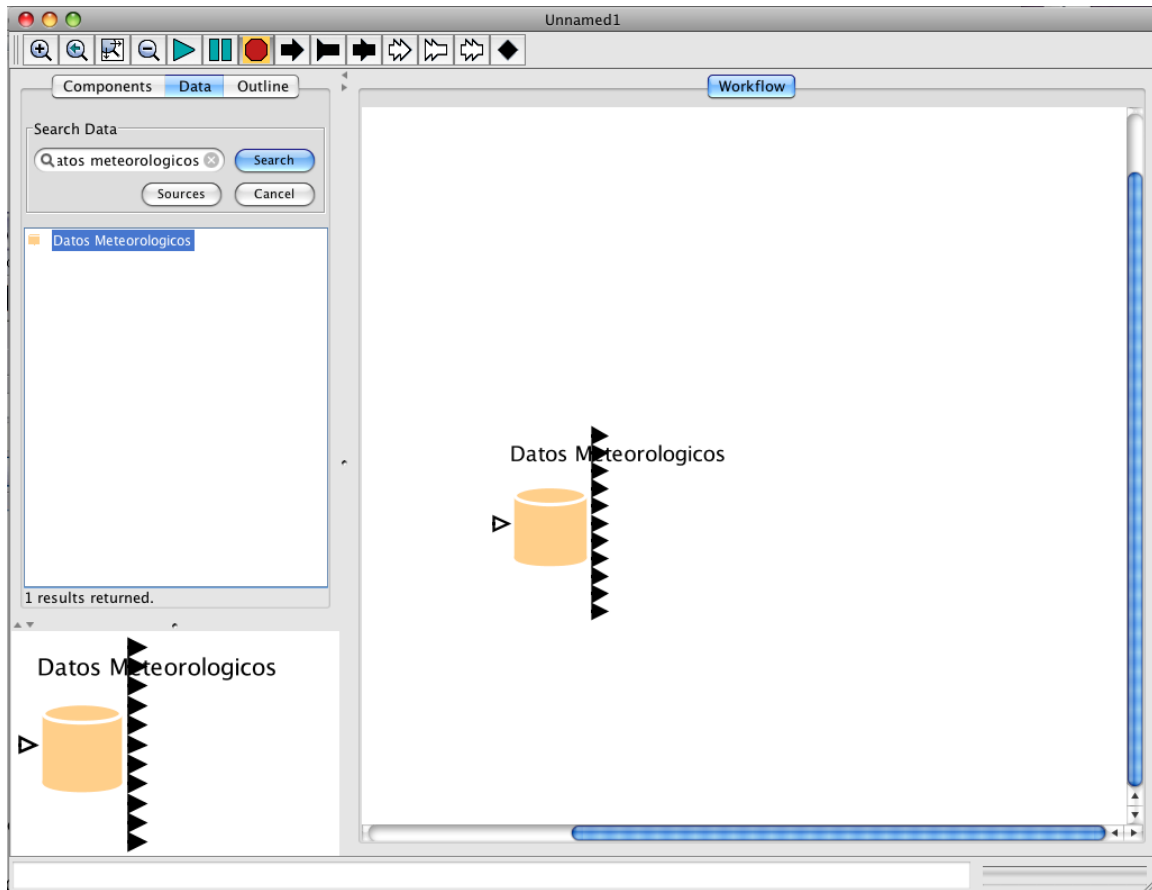 Unnamed1
Components Data Outline
Workflow
Search Data
atos meteorologicos Search
Sources Cancel
Datos Meteorologicos
Datos Meteorologicos
1 results returned.
Datos Meteorologicos